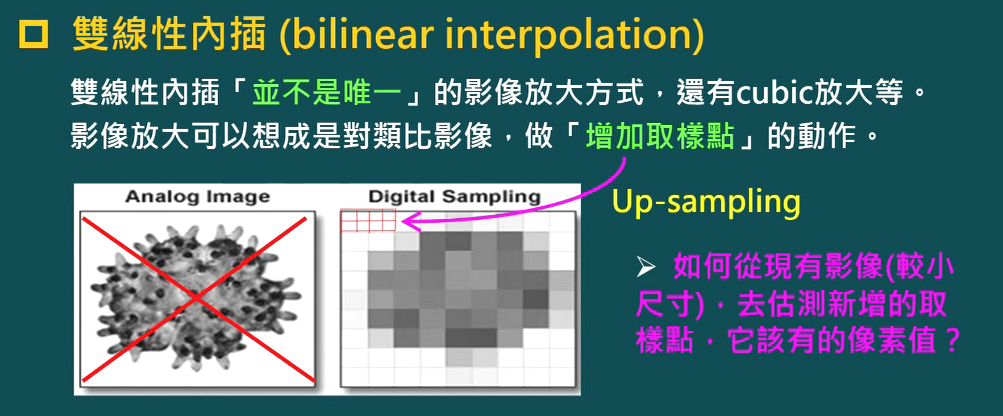 雙線性內插 (bilinear interpolation)
雙線性內插「並不是唯一」的影像放大方式，還有cubic放大等。
影像放大可以想成是對類比影像，做「增加取樣點」的動作。
Analog Image
Digital Sampling
Up-sampling
➢ 如何從現有影像(較小
尺寸)，去估測新增的取
樣點，它該有的像素值？